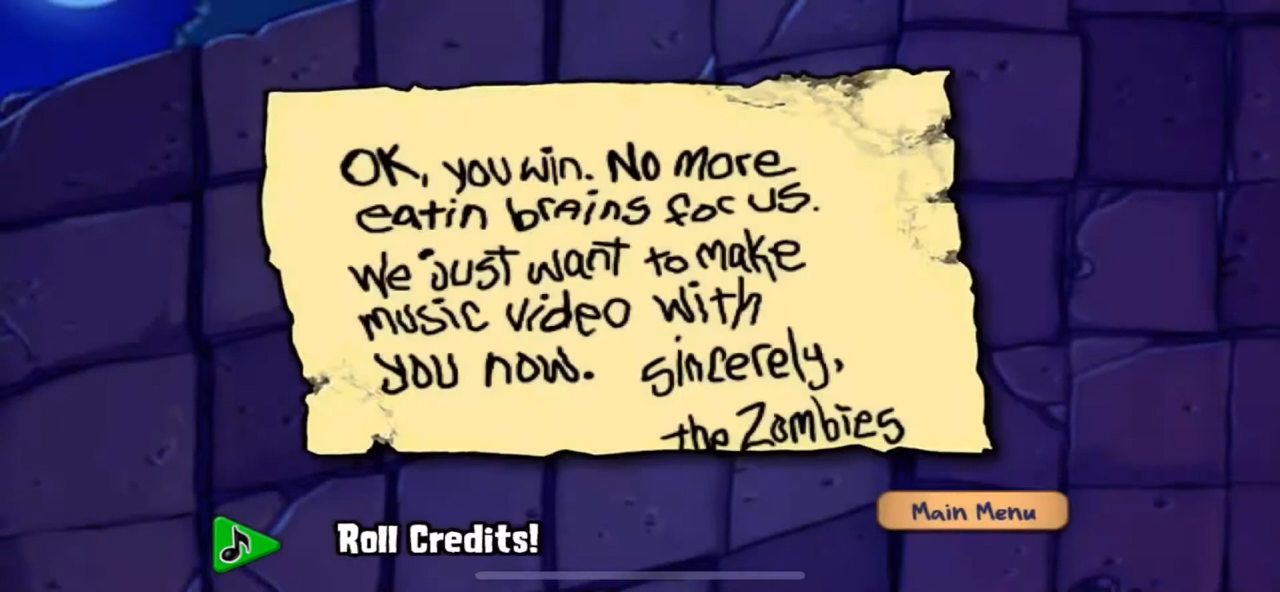 OK, you win. No more
eatin brains for us.
We just want to make
music video with
you now. sincerely,
the Zombies
Main Menu
Roll Credits!